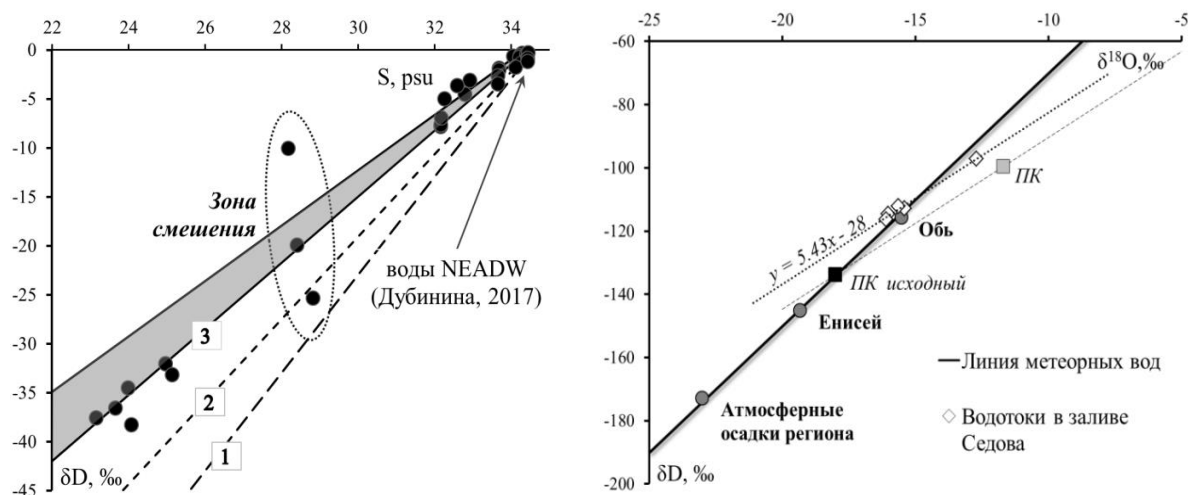 22 24 26 28 30 32 34
0
-5
-10
-15
-20
-25
-30
-35
-40
-45
S, psu
Зона
смешения
воды NEADW
(Дубинина, 2017)
3
2
1
δD, ‰
-25 -20 -15 -10 -5
-60
-80
-100
-120
-140
-160
-180
-200
δ¹⁸O,‰
ПК
y = 5.43x - 28
Обь
ПК исходный
Енисей
Линия метеорных вод
Водотоки в заливе
Седова
Атмосферные
осадки региона
δD, ‰